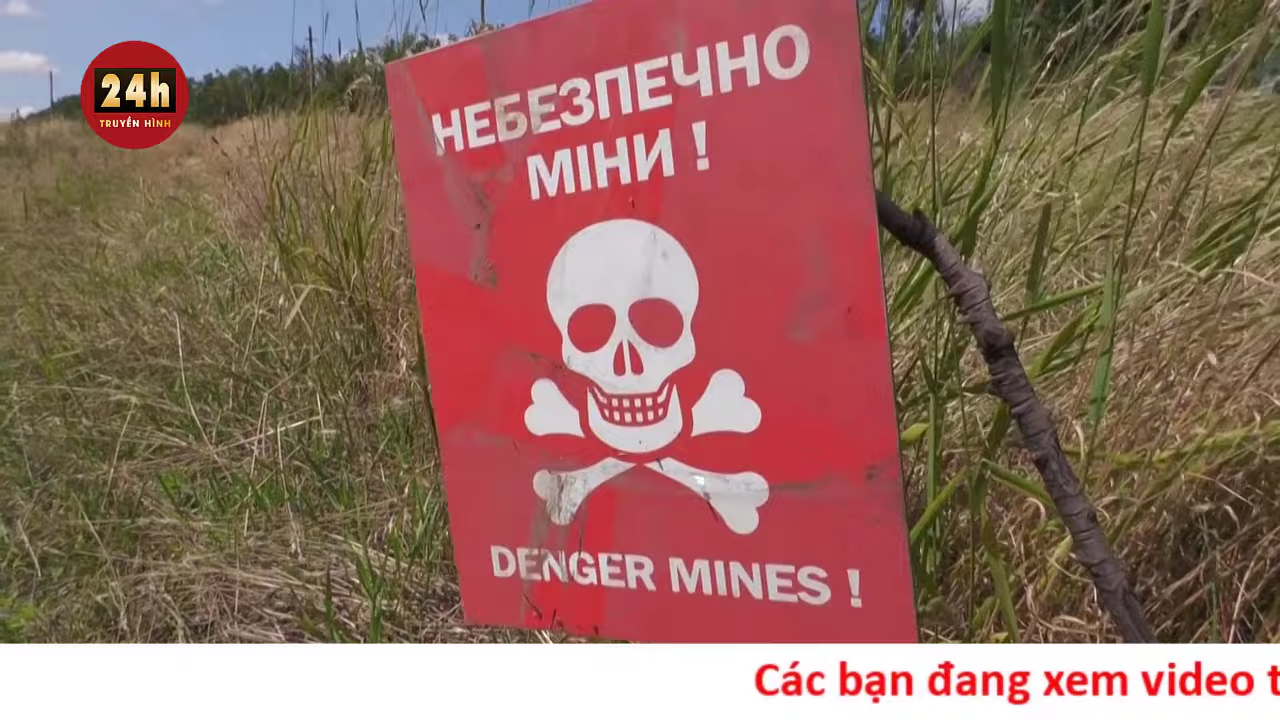 24h
TRUYỀN HÌNH
НЕБЕЗПЕЧНО
МІНИ !
DENGER MINES !
Các bạn đang xem video